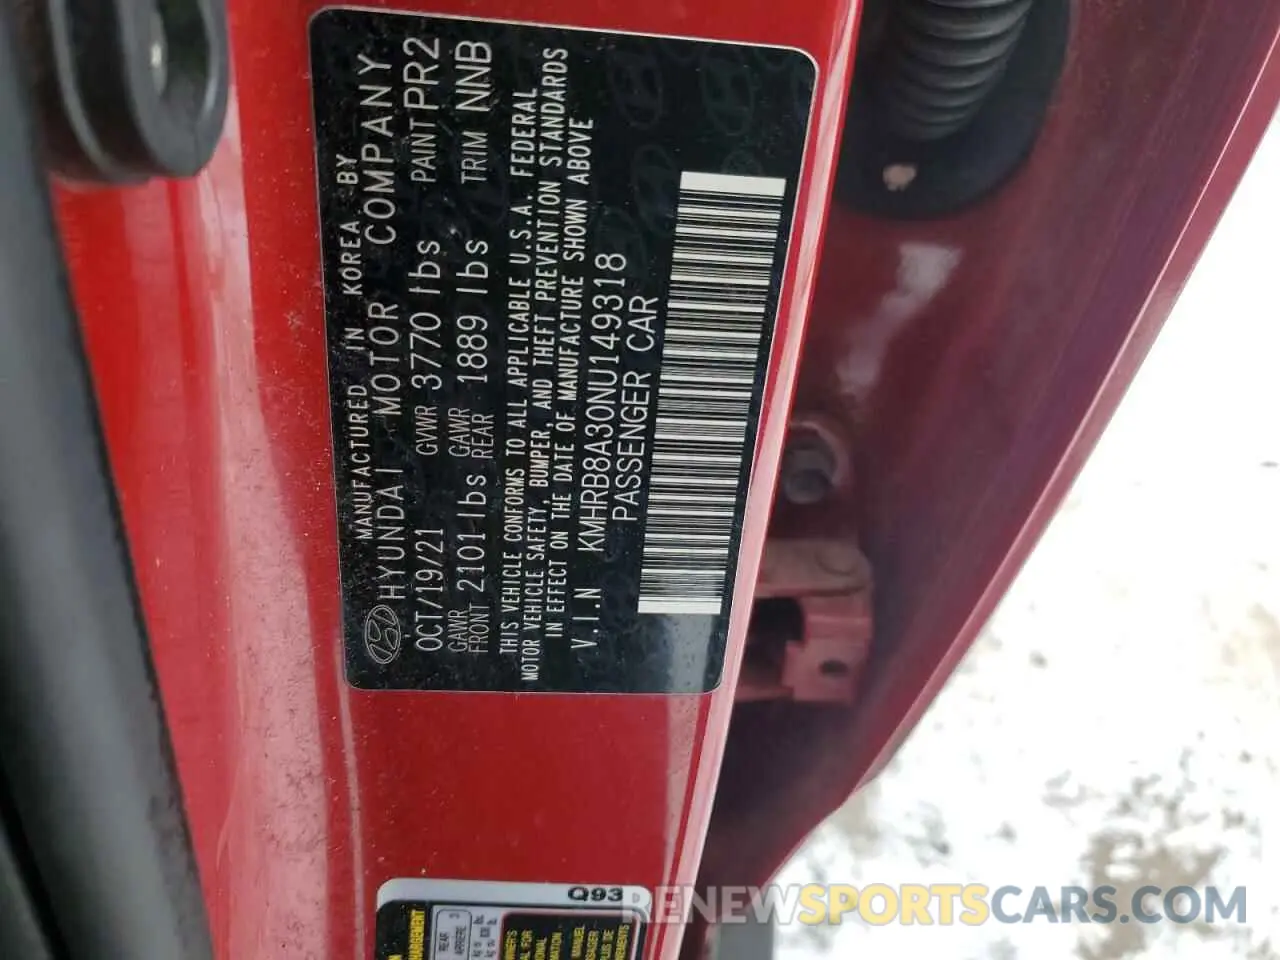 MANUFACTURED IN KOREA BY
HYUNDAI MOTOR COMPANY
OCT/19/21 GVWR 3770 lbs PAINT PR2
GAWR FRONT 2101 lbs GAWR REAR 1889 lbs TRIM NNB
THIS VEHICLE CONFORMS TO ALL APPLICABLE U.S.A. FEDERAL
MOTOR VEHICLE SAFETY, BUMPER, AND THEFT PREVENTION STANDARDS
IN EFFECT ON THE DATE OF MANUFACTURE SHOWN ABOVE
V.I.N KMHRB8A30NU149318
PASSENGER CAR
Q93
REAR
MANUEL
RENEWSPORTSCARS.COM